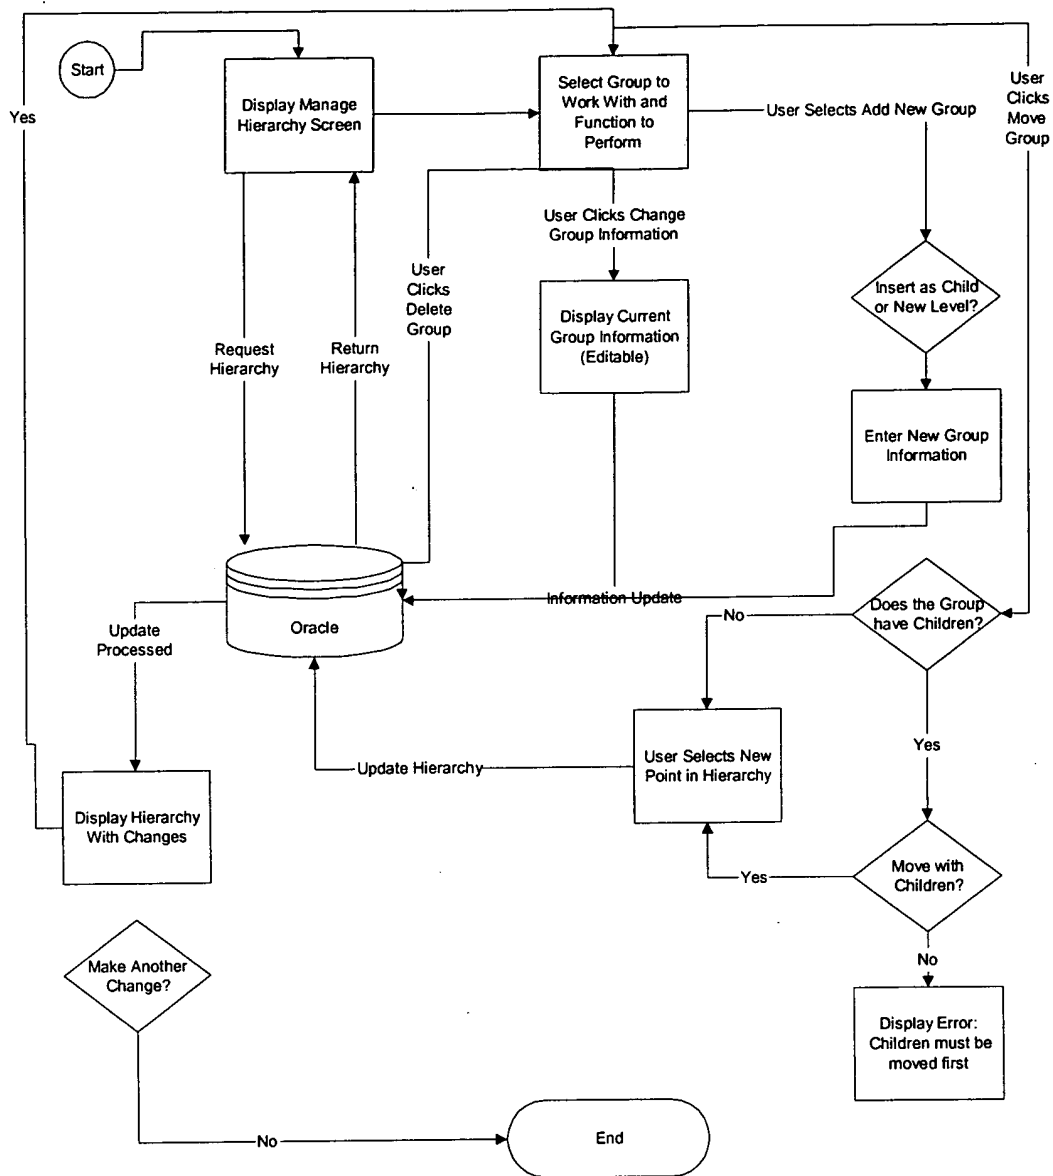 Start
Yes
Display Manage
Hierarchy Screen
Select Group to
Work With and
Function to
Perform
User Selects Add New Group
User
Clicks
Move
Group
User Clicks Change
Group Information
User
Clicks
Delete
Group
Insert as Child
or New Level?
Display Current
Group Information
(Editable)
Request
Hierarchy
Return
Hierarchy
Enter New Group
Information
Information Update
Oracle
Does the Group
have Children?
No
Update
Processed
Yes
User Selects New
Point in Hierarchy
Update Hierarchy
Display Hierarchy
With Changes
Move with
Children?
Yes
No
Make Another
Change?
Display Error:
Children must be
moved first
No
End